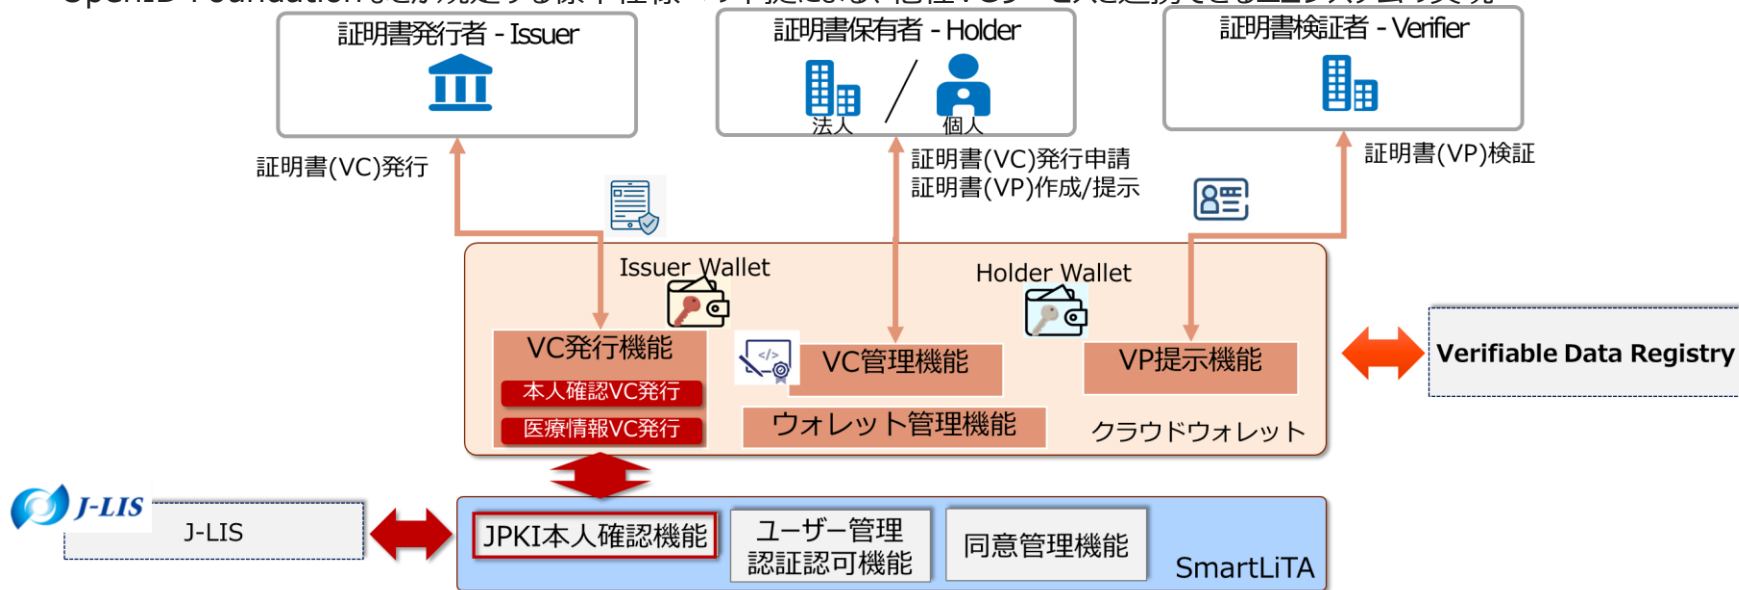 証明書発行者 - Issuer
証明書保有者 - Holder
証明書検証者 - Verifier
法人
個人
証明書(VC)発行
証明書(VC)発行申請
証明書(VP)作成/提示
証明書(VP)検証
Issuer Wallet
Holder Wallet
VC発行機能
本人確認VC発行
医療情報VC発行
</>
VC管理機能
VP提示機能
ウォレット管理機能
クラウドウォレット
Verifiable Data Registry
J-LIS
J-LIS
JPKI本人確認機能
ユーザー管理
認証認可機能
同意管理機能
SmartLiTA